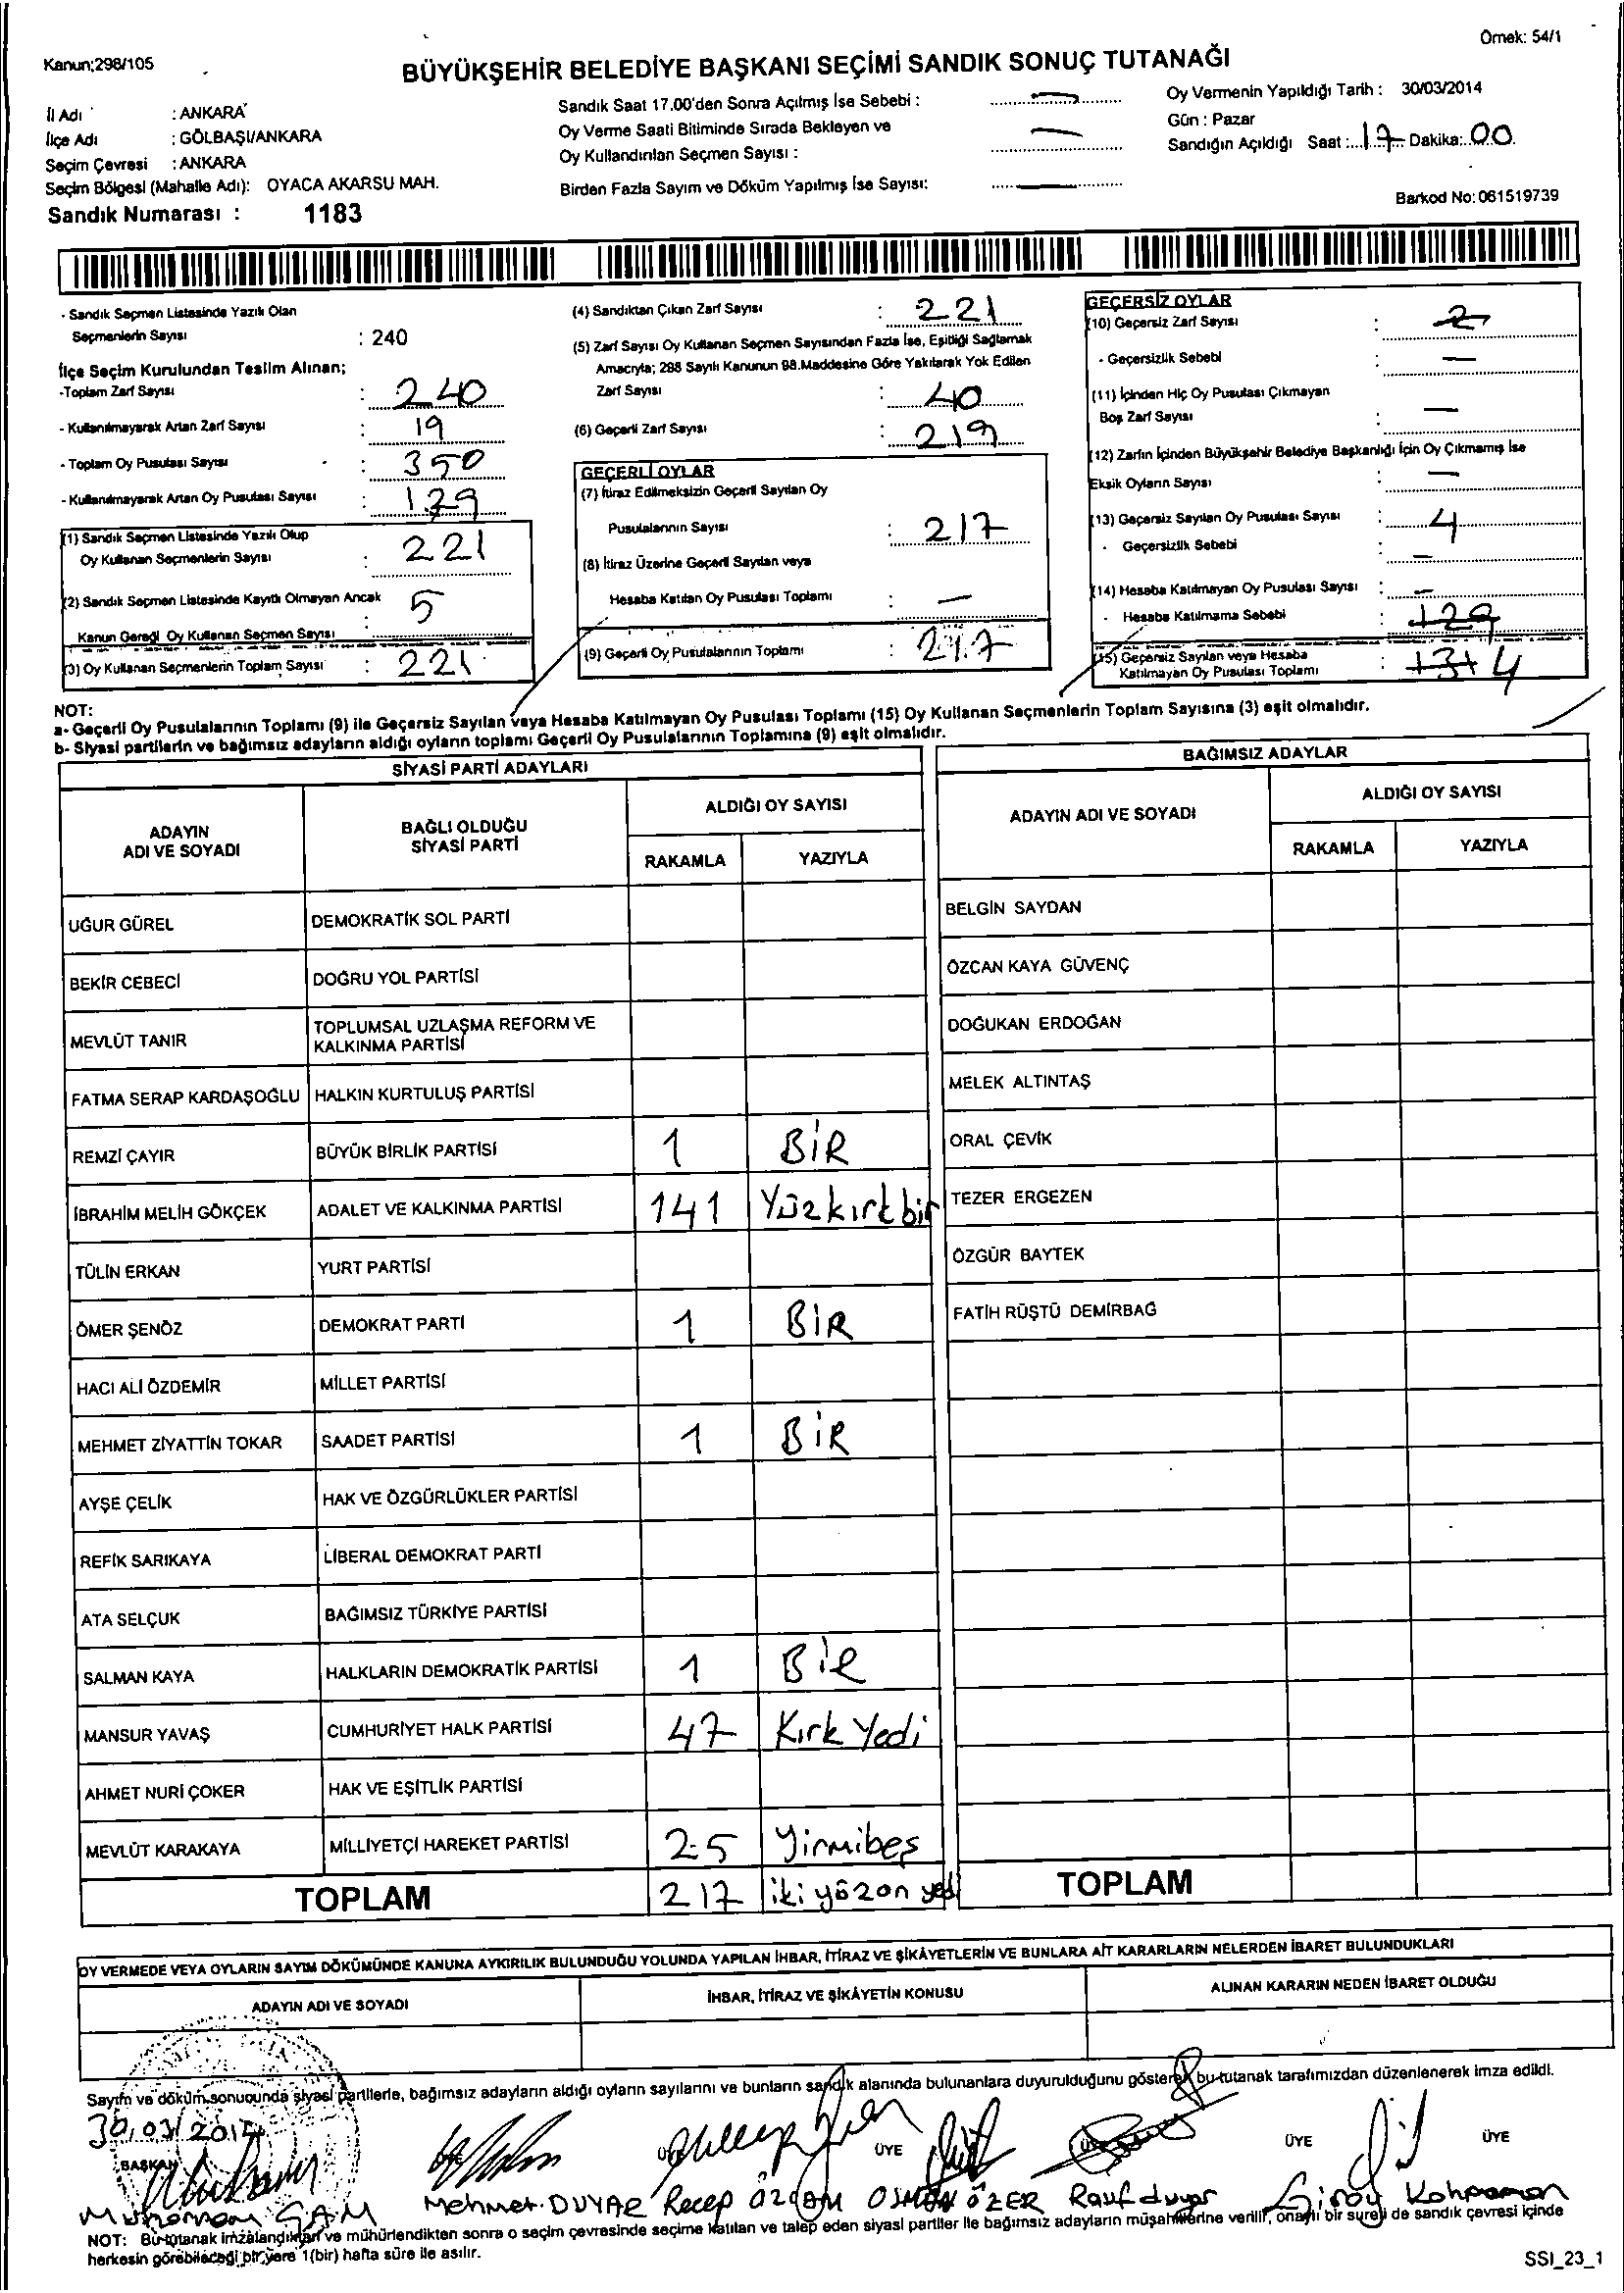 Örnek: 54/1
Kanun;298/105
BÜYÜKŞEHİR BELEDİYE BAŞKANI SEÇİMİ SANDIK SONUÇ TUTANAĞI
İl Adı : ANKARA
İlçe Adı : GÖLBAŞI/ANKARA
Seçim Çevresi : ANKARA
Seçim Bölgesi (Mahalle Adı): OYACA AKARSU MAH.
Sandık Numarası : 1183
Sandık Saat 17.00'den Sonra Açılmış İse Sebebi :
Oy Verme Saati Bitiminde Sırada Bekleyen ve
Oy Kullandırılan Seçmen Sayısı :
Birden Fazla Sayım ve Döküm Yapılmış İse Sayısı:
Oy Vermenin Yapıldığı Tarih : 30/03/2014
Gün : Pazar
Sandığın Açıldığı Saat : 17 Dakika: 00
Barkod No: 061519739
- Sandık Seçmen Listesinde Yazılı Olan
Seçmenlerin Sayısı : 240
İlçe Seçim Kurulundan Teslim Alınan;
-Toplam Zarf Sayısı : 240
- Kullanılmayarak Artan Zarf Sayısı : 19
- Toplam Oy Pusulası Sayısı : 350
- Kullanılmayarak Artan Oy Pusulası Sayısı : 129
(1) Sandık Seçmen Listesinde Yazılı Olup
Oy Kullanan Seçmenlerin Sayısı : 221
(2) Sandık Seçmen Listesinde Kayıtlı Olmayan Ancak
Kanun Gereği Oy Kullanan Seçmen Sayısı : 5
(3) Oy Kullanan Seçmenlerin Toplam Sayısı : 221
(4) Sandıktan Çıkan Zarf Sayısı : 221
(5) Zarf Sayısı Oy Kullanan Seçmen Sayısından Fazla İse, Eşitliği Sağlamak
Amacıyla; 298 Sayılı Kanunun 98.Maddesine Göre Yakılarak Yok Edilen
Zarf Sayısı : 40
(6) Geçerli Zarf Sayısı : 219
GEÇERLİ OYLAR
(7) İtiraz Edilmeksizin Geçerli Sayılan Oy
Pusulalarının Sayısı : 217
(8) İtiraz Üzerine Geçerli Sayılan veya
Hesaba Katılan Oy Pusulası Toplamı : —
(9) Geçerli Oy Pusulalarının Toplamı : 217
GEÇERSİZ OYLAR
(10) Geçersiz Zarf Sayısı : 2
- Geçersizlik Sebebi : —
(11) İçinden Hiç Oy Pusulası Çıkmayan
Boş Zarf Sayısı : —
(12) Zarfın İçinden Büyükşehir Belediye Başkanlığı İçin Oy Çıkmamış İse
Eksik Oyların Sayısı : —
(13) Geçersiz Sayılan Oy Pusulası Sayısı : 4
- Geçersizlik Sebebi : —
(14) Hesaba Katılmayan Oy Pusulası Sayısı : —
- Hesaba Katılmama Sebebi : 129
(15) Geçersiz Sayılan veya Hesaba
Katılmayan Oy Pusulası Toplamı : 4
NOT:
a- Geçerli Oy Pusulalarının Toplamı (9) ile Geçersiz Sayılan veya Hesaba Katılmayan Oy Pusulası Toplamı (15) Oy Kullanan Seçmenlerin Toplam Sayısına (3) eşit olmalıdır.
b- Siyasi partilerin ve bağımsız adayların aldığı oyların toplamı Geçerli Oy Pusulalarının Toplamına (9) eşit olmalıdır.
SİYASİ PARTİ ADAYLARI
ADAYIN ADI VE SOYADI
BAĞLI OLDUĞU SİYASİ PARTİ
ALDIĞI OY SAYISI
RAKAMLA YAZIYLA
UĞUR GÜREL DEMOKRATİK SOL PARTİ
BEKİR CEBECİ DOĞRU YOL PARTİSİ
MEVLÜT TANIR TOPLUMSAL UZLAŞMA REFORM VE KALKINMA PARTİSİ
FATMA SERAP KARDAŞOĞLU HALKIN KURTULUŞ PARTİSİ
REMZİ ÇAYIR BÜYÜK BİRLİK PARTİSİ 1 BİR
İBRAHİM MELİH GÖKÇEK ADALET VE KALKINMA PARTİSİ 141 Yüzkırkbir
TÜLİN ERKAN YURT PARTİSİ
ÖMER ŞENÖZ DEMOKRAT PARTİ 1 BİR
HACI ALİ ÖZDEMİR MİLLET PARTİSİ
MEHMET ZİYATTİN TOKAR SAADET PARTİSİ 1 BİR
AYŞE ÇELİK HAK VE ÖZGÜRLÜKLER PARTİSİ
REFİK SARIKAYA LİBERAL DEMOKRAT PARTİ
ATA SELÇUK BAĞIMSIZ TÜRKİYE PARTİSİ
SALMAN KAYA HALKLARIN DEMOKRATİK PARTİSİ 1 BİR
MANSUR YAVAŞ CUMHURİYET HALK PARTİSİ 47 Kırk Yedi
AHMET NURİ ÇOKER HAK VE EŞİTLİK PARTİSİ
MEVLÜT KARAKAYA MİLLİYETÇİ HAREKET PARTİSİ 25 Yirmibeş
TOPLAM 217 iki yüzon yedi
BAĞIMSIZ ADAYLAR
ADAYIN ADI VE SOYADI
ALDIĞI OY SAYISI
RAKAMLA YAZIYLA
BELGİN SAYDAN
ÖZCAN KAYA GÜVENÇ
DOĞUKAN ERDOĞAN
MELEK ALTINTAŞ
ORAL ÇEVİK
TEZER ERGEZEN
ÖZGÜR BAYTEK
FATİH RÜŞTÜ DEMİRBAĞ
TOPLAM
OY VERMEDE VEYA OYLARIN SAYIM DÖKÜMÜNDE KANUNA AYKIRILIK BULUNDUĞU YOLUNDA YAPILAN İHBAR, İTİRAZ VE ŞİKÂYETLERİN VE BUNLARA AİT KARARLARIN NELERDEN İBARET BULUNDUKLARI
ADAYIN ADI VE SOYADI İHBAR, İTİRAZ VE ŞİKÂYETİN KONUSU ALINAN KARARIN NEDEN İBARET OLDUĞU
Sayım ve döküm sonucunda siyasi partilerle, bağımsız adayların aldığı oyların sayılarını ve bunların sandık alanında bulunanlara duyurulduğunu gösterek bu tutanak tarafımızdan düzenlenerek imza edildi.
30.03/2014
BAŞKAN ÜYE ÜYE ÜYE
Muharrem ÇAM Mehmet DUYAR Recep ÖZCAN OSMAN ÖZER Rauf duyar Giray Kahraman
NOT: Bu tutanak imzalandıktan ve mühürlendikten sonra o seçim çevresinde seçime katılan ve talep eden siyasi partiler ile bağımsız adayların müşahitlerine verilir, onaylı bir sureti de sandık çevresi içinde
herkesin görebileceği bir yere 1(bir) hafta süre ile asılır.
SSI_23_1